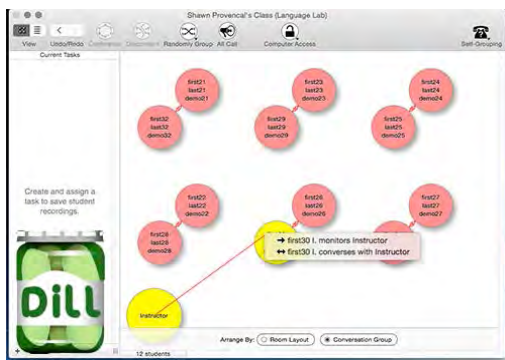 Shawn Provencal's Class (Language Lab)
View
Undo/Redo
Conference
Disconnect
Randomly Group
All Call
Computer Access
Self-Grouping
Current Tasks
first21
last21
demo21
first32
last32
demo32
first23
last23
demo23
first29
last29
demo29
first24
last24
demo24
first25
last25
demo25
Create and assign a
task to save student
recordings.
first22
last22
demo22
first28
last28
first26
last26
demo26
first27
last27
demo27
→ first30 l. monitors Instructor
↔ first30 l. converses with Instructor
DiLL
Instructor
Arrange By:
Room Layout
Conversation Group
12 students